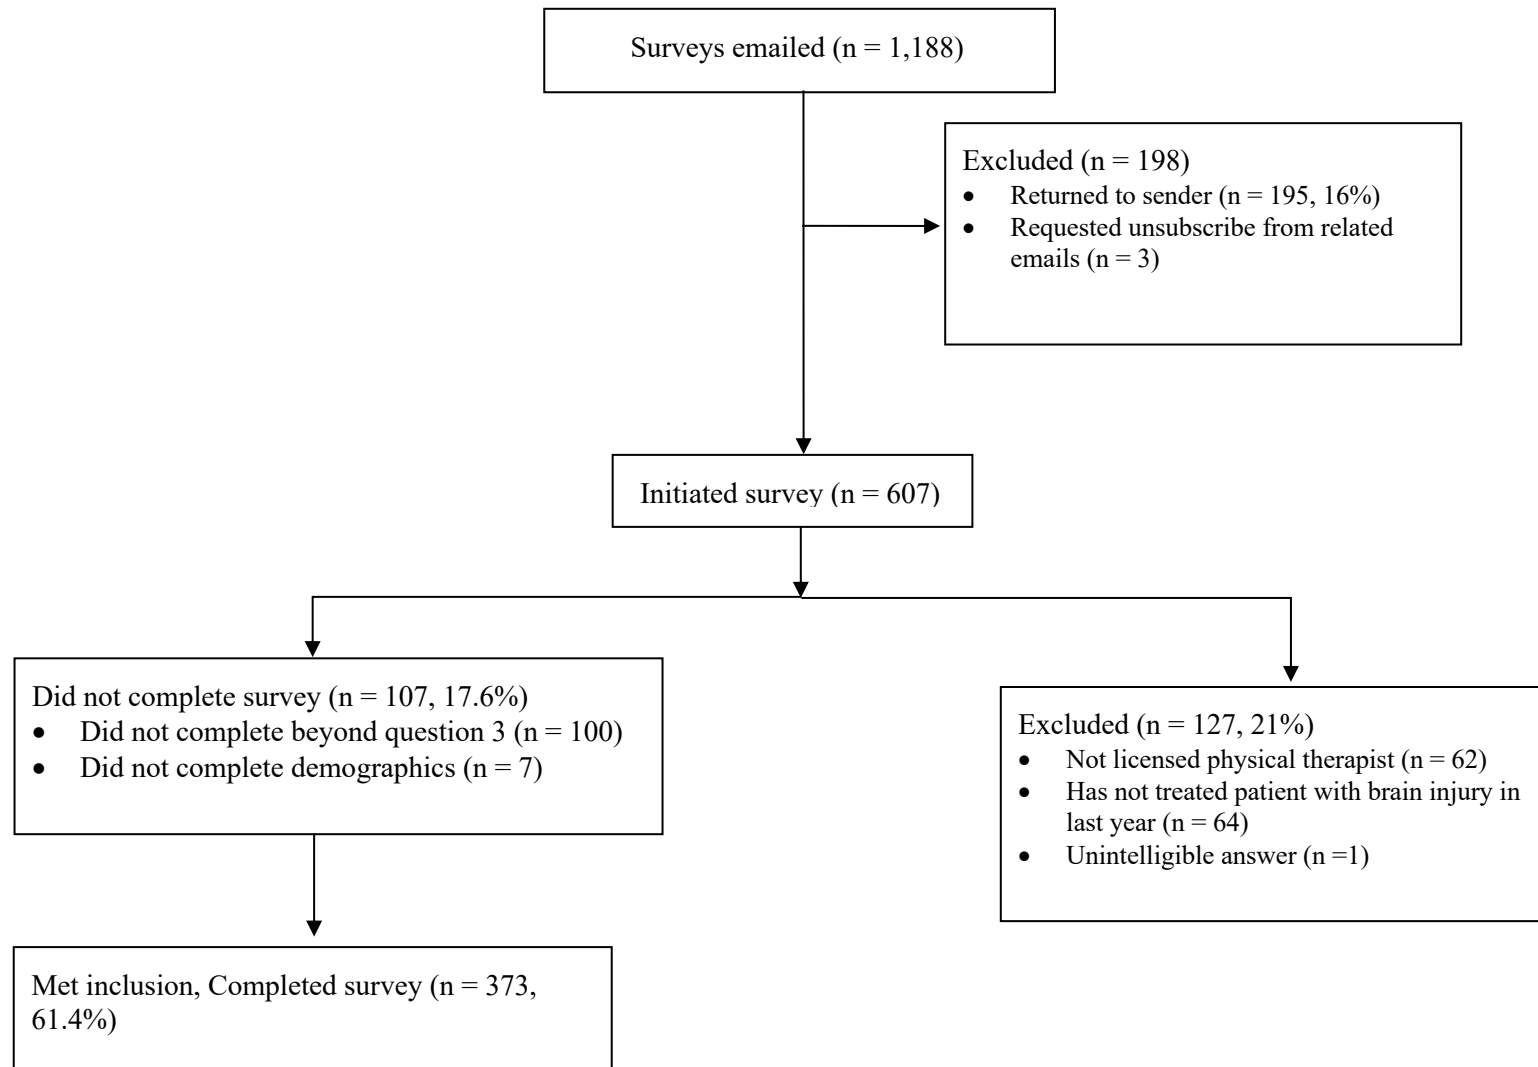 Surveys emailed (n = 1,188)
Excluded (n = 198)
• Returned to sender (n = 195, 16%)
• Requested unsubscribe from related
emails (n = 3)
Initiated survey (n = 607)
Did not complete survey (n = 107, 17.6%)
• Did not complete beyond question 3 (n = 100)
• Did not complete demographics (n = 7)
Excluded (n = 127, 21%)
• Not licensed physical therapist (n = 62)
• Has not treated patient with brain injury in
last year (n = 64)
• Unintelligible answer (n =1)
Met inclusion, Completed survey (n = 373,
61.4%)